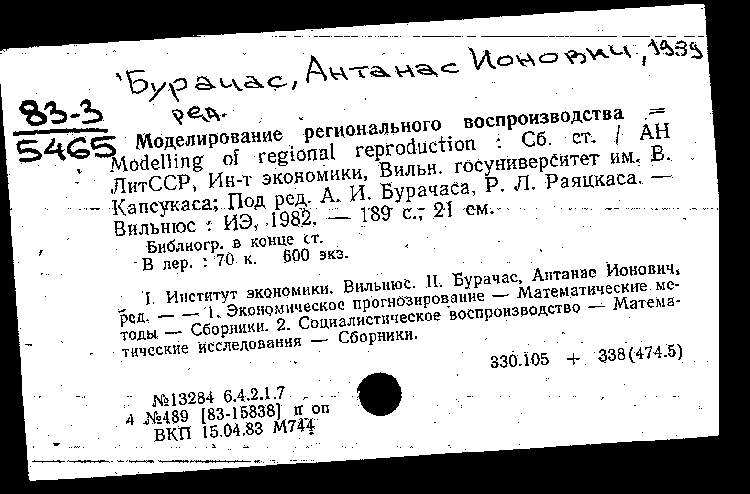 Бурачас, Антанас Ионович, 1939
ред.
83-3
5465
Моделирование регионального воспроизводства =
Modelling of regional reproduction : Сб. ст. / АН
ЛитССР, Ин-т экономики, Вильн. госуниверситет им. В.
Капсукаса; Под ред. А. И. Бурачаса, Р. Л. Раяцкаса. —
Вильнюс : ИЭ, 1982. — 189 с.; 21 см.
Библиогр. в конце ст.
В пер. : 70 к. 600 экз.
I. Институт экономики. Вильнюс. II. Бурачас, Антанас Ионович,
ред. — — 1. Экономическое прогнозирование — Математические ме-
тоды — Сборники. 2. Социалистическое воспроизводство — Матема-
тические исследования — Сборники.
330.105 + 338(474.5)
№13284 6.4.2.1.7
4 №489 [83-15838] п оп
ВКП 15.04.83 М744